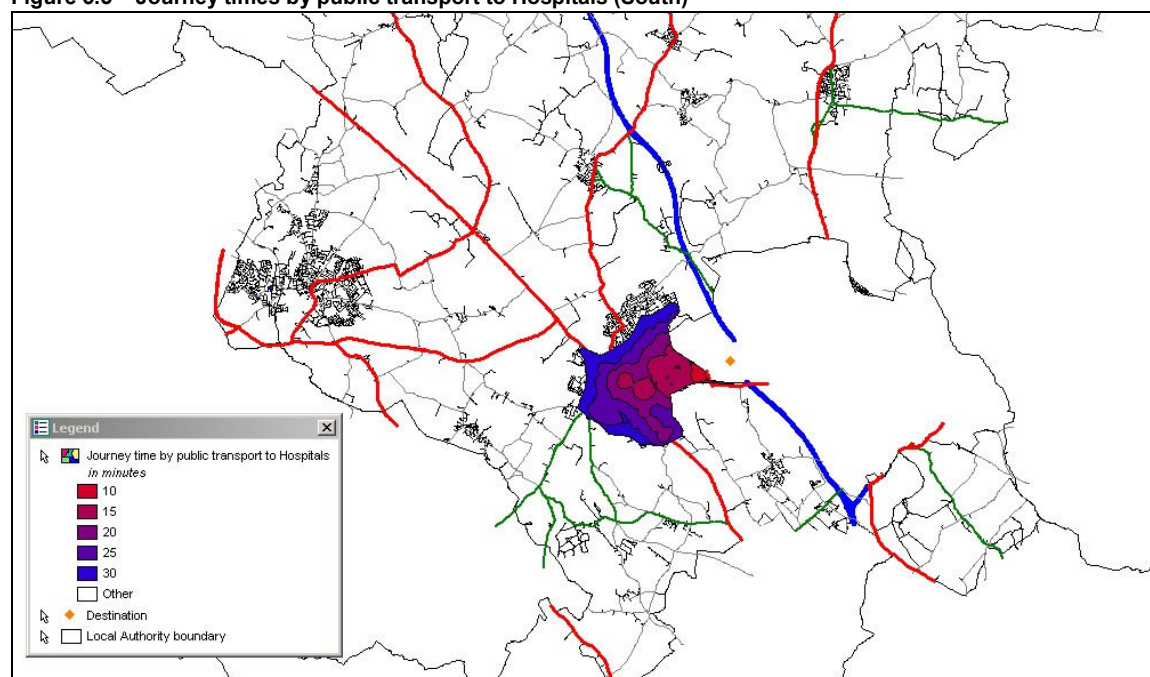 Journey times by public transport to Hospitals (South)
Legend
Journey time by public transport to Hospitals
in minutes
10
15
20
25
30
Other
Destination
Local Authority boundary